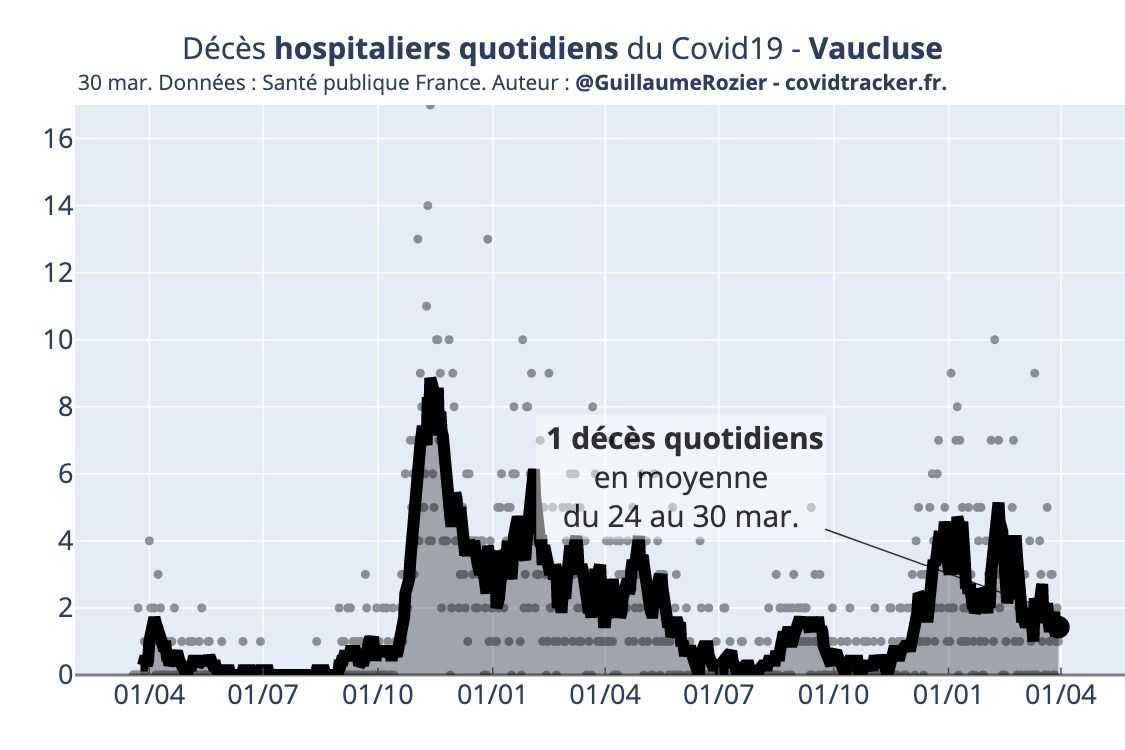 Décès hospitaliers quotidiens du Covid19 - Vaucluse
30 mar. Données : Santé publique France. Auteur : @GuillaumeRozier - covidtracker.fr.
16
14
12
10
8
6
4
2
0
1 décès quotidiens
en moyenne
du 24 au 30 mar.
01/04 01/07 01/10 01/01 01/04 01/07 01/10 01/01 01/04